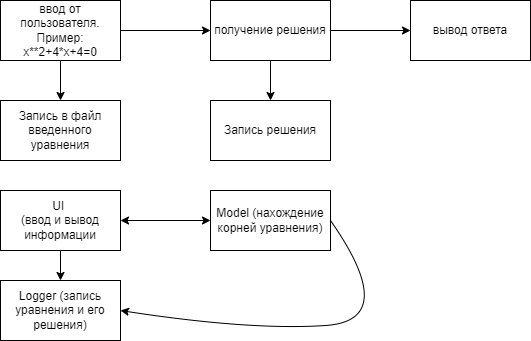 ввод от
пользователя.
Пример:
x**2+4*x+4=0
получение решения
вывод ответа
Запись в файл
введенного
уравнения
Запись решения
UI
(ввод и вывод
информации
Model (нахождение
корней уравнения)
Logger (запись
уравнения и его
решения)